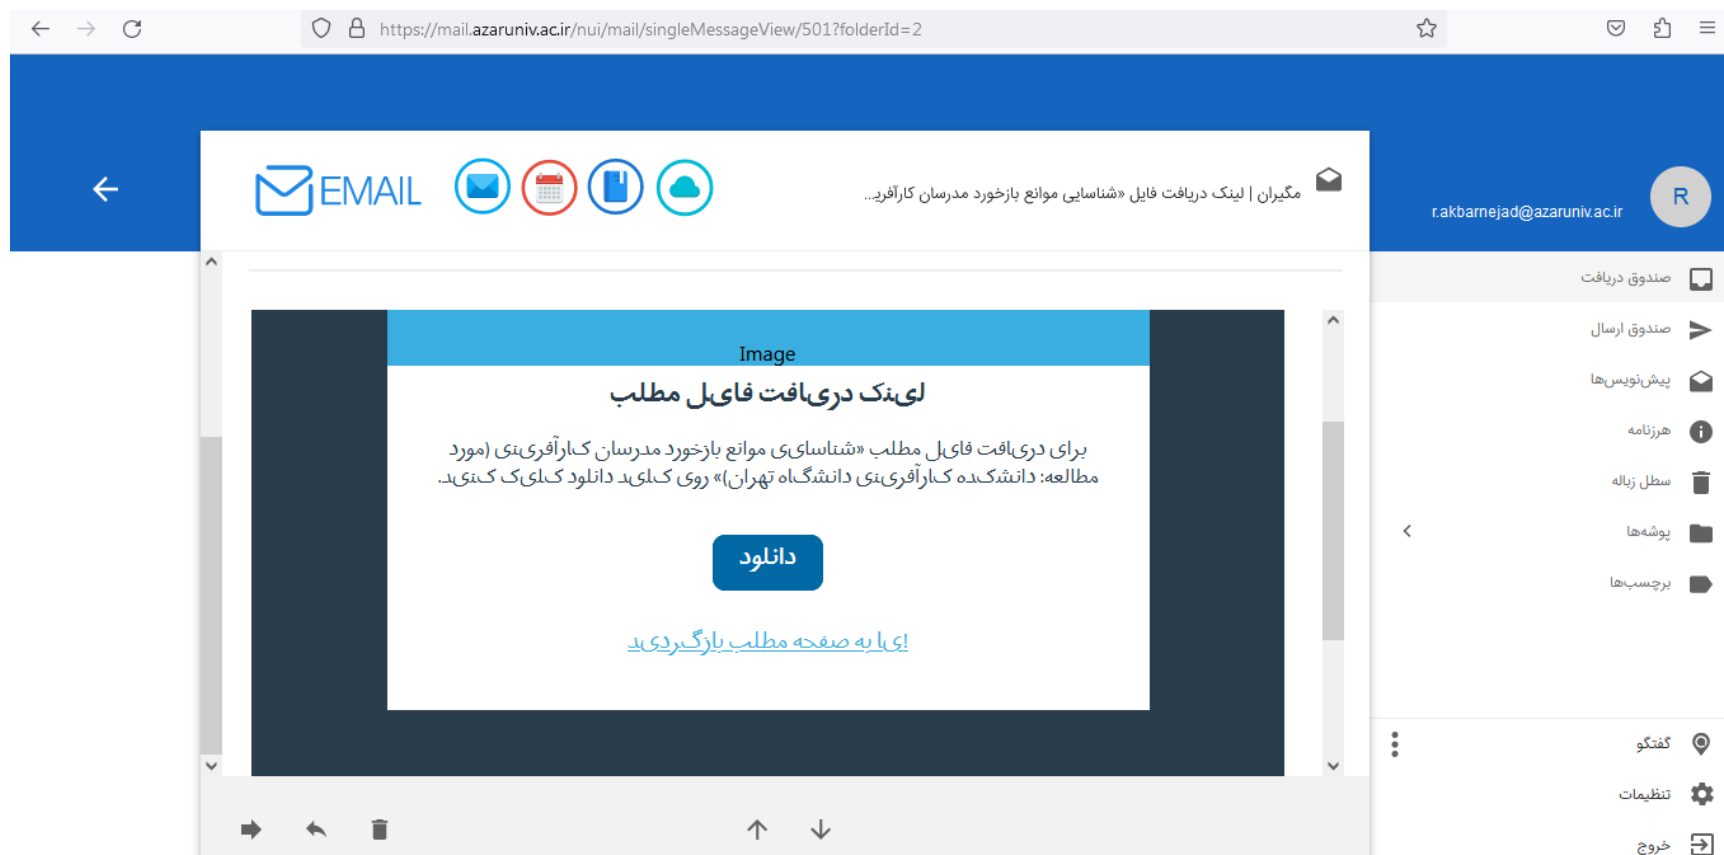 https://mail.azaruniv.ac.ir/nui/mail/singleMessageView/501?folderId=2
EMAIL
مگیران | لینک دریافت فایل «شناسایی موانع بازخورد مدرسان کارآفری...
R
r.akbarnejad@azaruniv.ac.ir
صندوق دریافت
صندوق ارسال
پیش‌نویس‌ها
هرزنامه
سطل زباله
پوشه‌ها
برچسب‌ها
گفتگو
تنظیمات
خروج
Image
لینک دریافت فایل مطلب
برای دریافت فایل مطلب «شناسایی موانع بازخورد مدرسان کارآفرینی (مورد
مطالعه: دانشکده کارآفرینی دانشگاه تهران)» روی کلید دانلود کلیک کنید.
دانلود
یا به صفحه مطلب بازگردید!